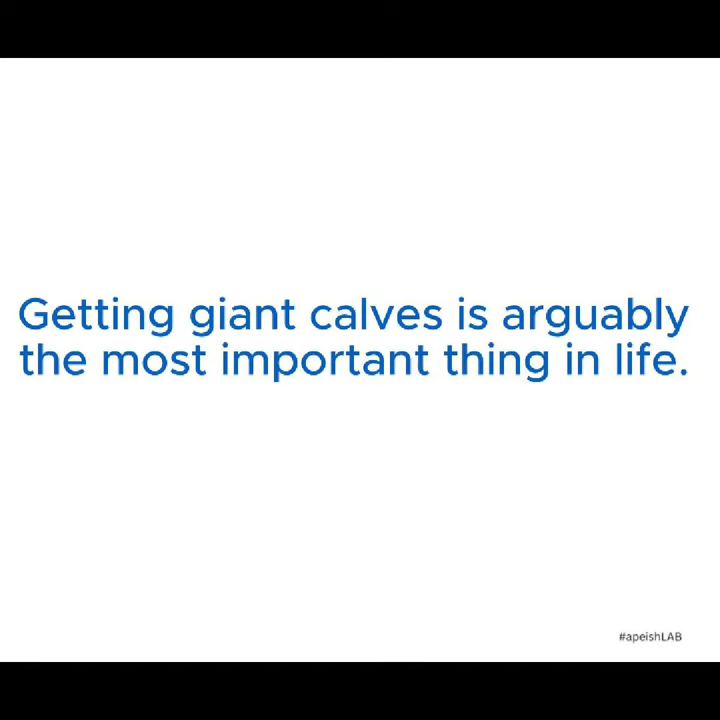 Getting giant calves is arguably
the most important thing in life.
#apeishLAB